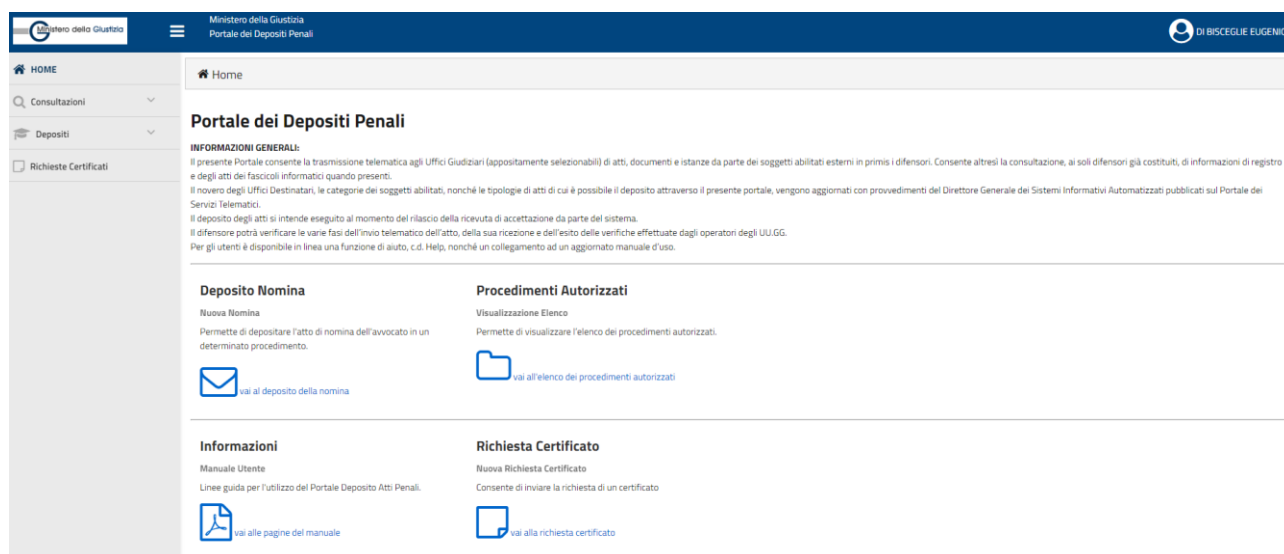 Ministero della Giustizia
Ministero della Giustizia
Portale dei Depositi Penali
DI BISCEGLIE EUGENIO
HOME
Home
Consultazioni
Depositi
Richieste Certificati
Portale dei Depositi Penali
INFORMAZIONI GENERALI:
Il presente Portale consente la trasmissione telematica agli Uffici Giudiziari (appositamente selezionabili) di atti, documenti e istanze da parte dei soggetti abilitati esterni in primis i difensori. Consente altresì la consultazione, ai soli difensori già costituiti, di informazioni di registro
e degli atti dei fascicoli informatici quando presenti.
Il novero degli Uffici Destinatari, le categorie dei soggetti abilitati, nonchè le tipologie di atti di cui è possibile il deposito attraverso il presente portale, vengono aggiornati con provvedimenti del Direttore Generale dei Sistemi Informativi Automatizzati pubblicati sul Portale dei
Servizi Telematici.
Il deposito degli atti si intende eseguito al momento del rilascio della ricevuta di accettazione da parte del sistema.
Il difensore potrà verificare le varie fasi dell'invio telematico dell'atto, della sua ricezione e dell'esito delle verifiche effettuate dagli operatori degli UU.GG.
Per gli utenti è disponibile in linea una funzione di aiuto, c.d. Help, nonchè un collegamento ad un aggiornato manuale d'uso.
Deposito Nomina
Nuova Nomina
Permette di depositare l'atto di nomina dell'avvocato in un
determinato procedimento.
vai al deposito della nomina
Procedimenti Autorizzati
Visualizzazione Elenco
Permette di visualizzare l'elenco dei procedimenti autorizzati.
vai all'elenco dei procedimenti autorizzati
Informazioni
Manuale Utente
Linee guida per l'utilizzo del Portale Deposito Atti Penali.
vai alle pagine del manuale
Richiesta Certificato
Nuova Richiesta Certificato
Consente di inviare la richiesta di un certificato
vai alla richiesta certificato